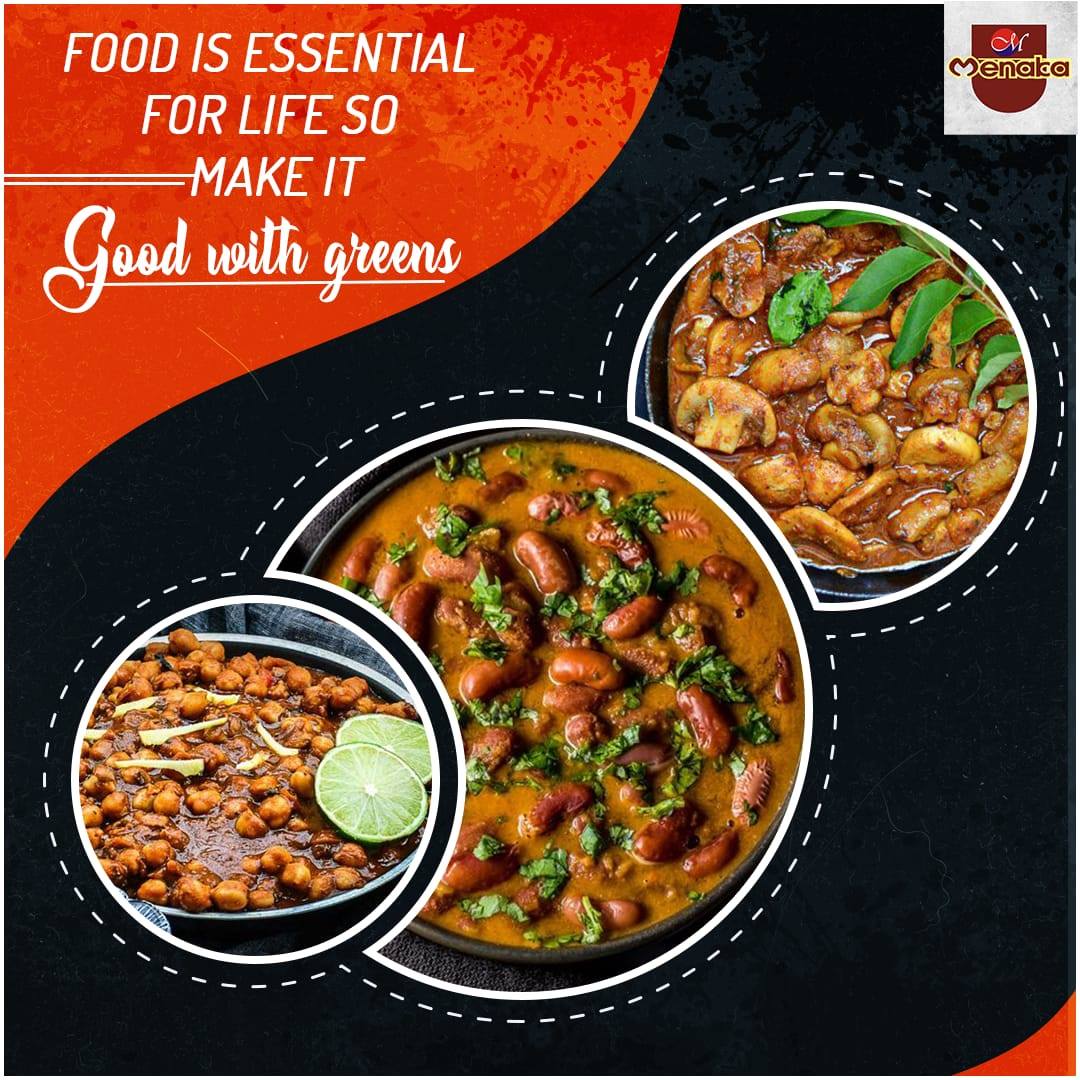 FOOD IS ESSENTIAL
FOR LIFE SO
MAKE IT
Good with greens
M
Menaka